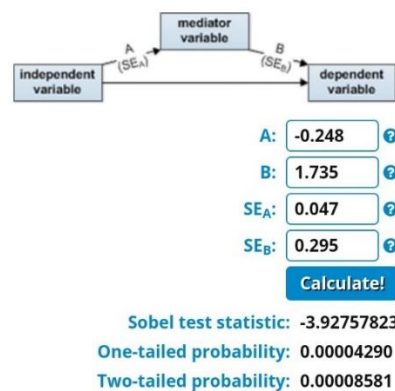 mediator
variable
A
(SEA)
B
(SEB)
independent
variable
dependent
variable
A: -0.248 ?
B: 1.735 ?
SEA: 0.047 ?
SEB: 0.295 ?
Calculate!
Sobel test statistic: -3.92757823
One-tailed probability: 0.00004290
Two-tailed probability: 0.00008581